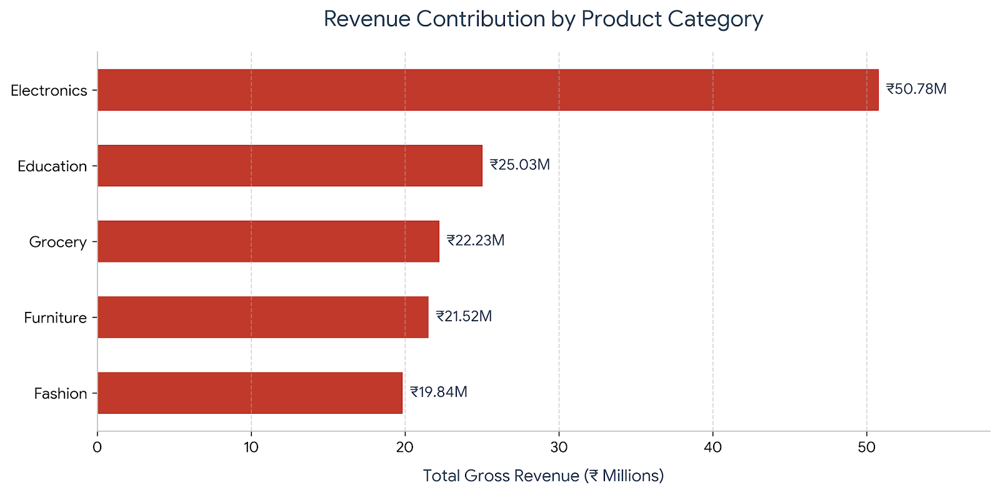 Revenue Contribution by Product Category
Electronics
₹50.78M
Education
₹25.03M
Grocery
₹22.23M
Furniture
₹21.52M
Fashion
₹19.84M
0 10 20 30 40 50
Total Gross Revenue (₹ Millions)